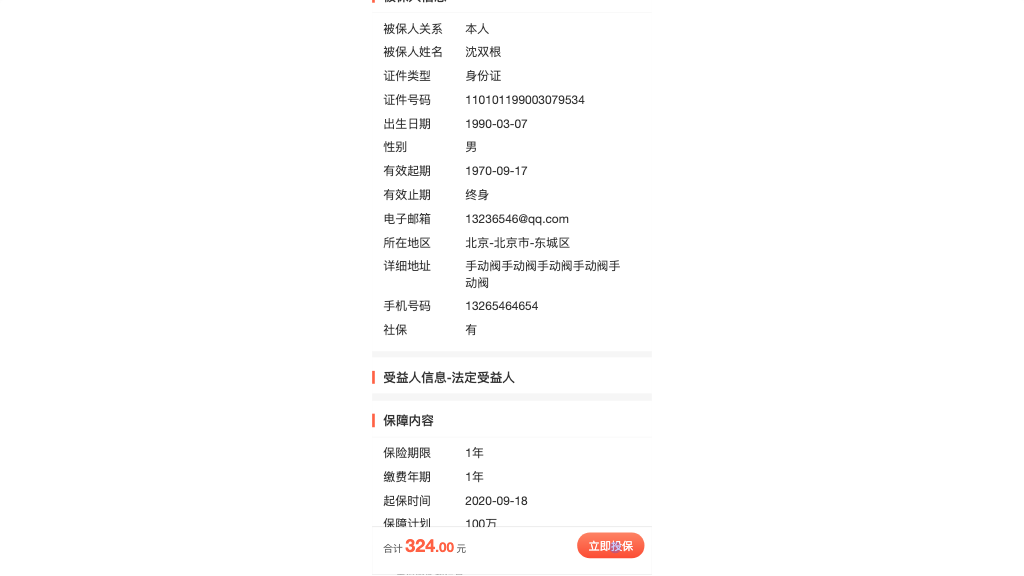 被保人信息
被保人关系 本人
被保人姓名 沈双根
证件类型 身份证
证件号码 110101199003079534
出生日期 1990-03-07
性别 男
有效起期 1970-09-17
有效止期 终身
电子邮箱 13236546@qq.com
所在地区 北京-北京市-东城区
详细地址 手动阀手动阀手动阀手动阀手
动阀
手机号码 13265464654
社保 有
受益人信息-法定受益人
保障内容
保险期限 1年
缴费年期 1年
起保时间 2020-09-18
保障计划 100万
合计 324.00 元 立即投保